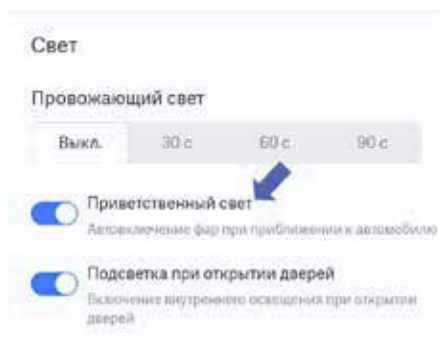 Свет
Провожающий свет
Выкл. 30 с 60 с 90 с
Приветственный свет
Автовключение фар при приближении к автомобилю
Подсветка при открытии дверей
Включение внутреннего освещения при открытии
дверей